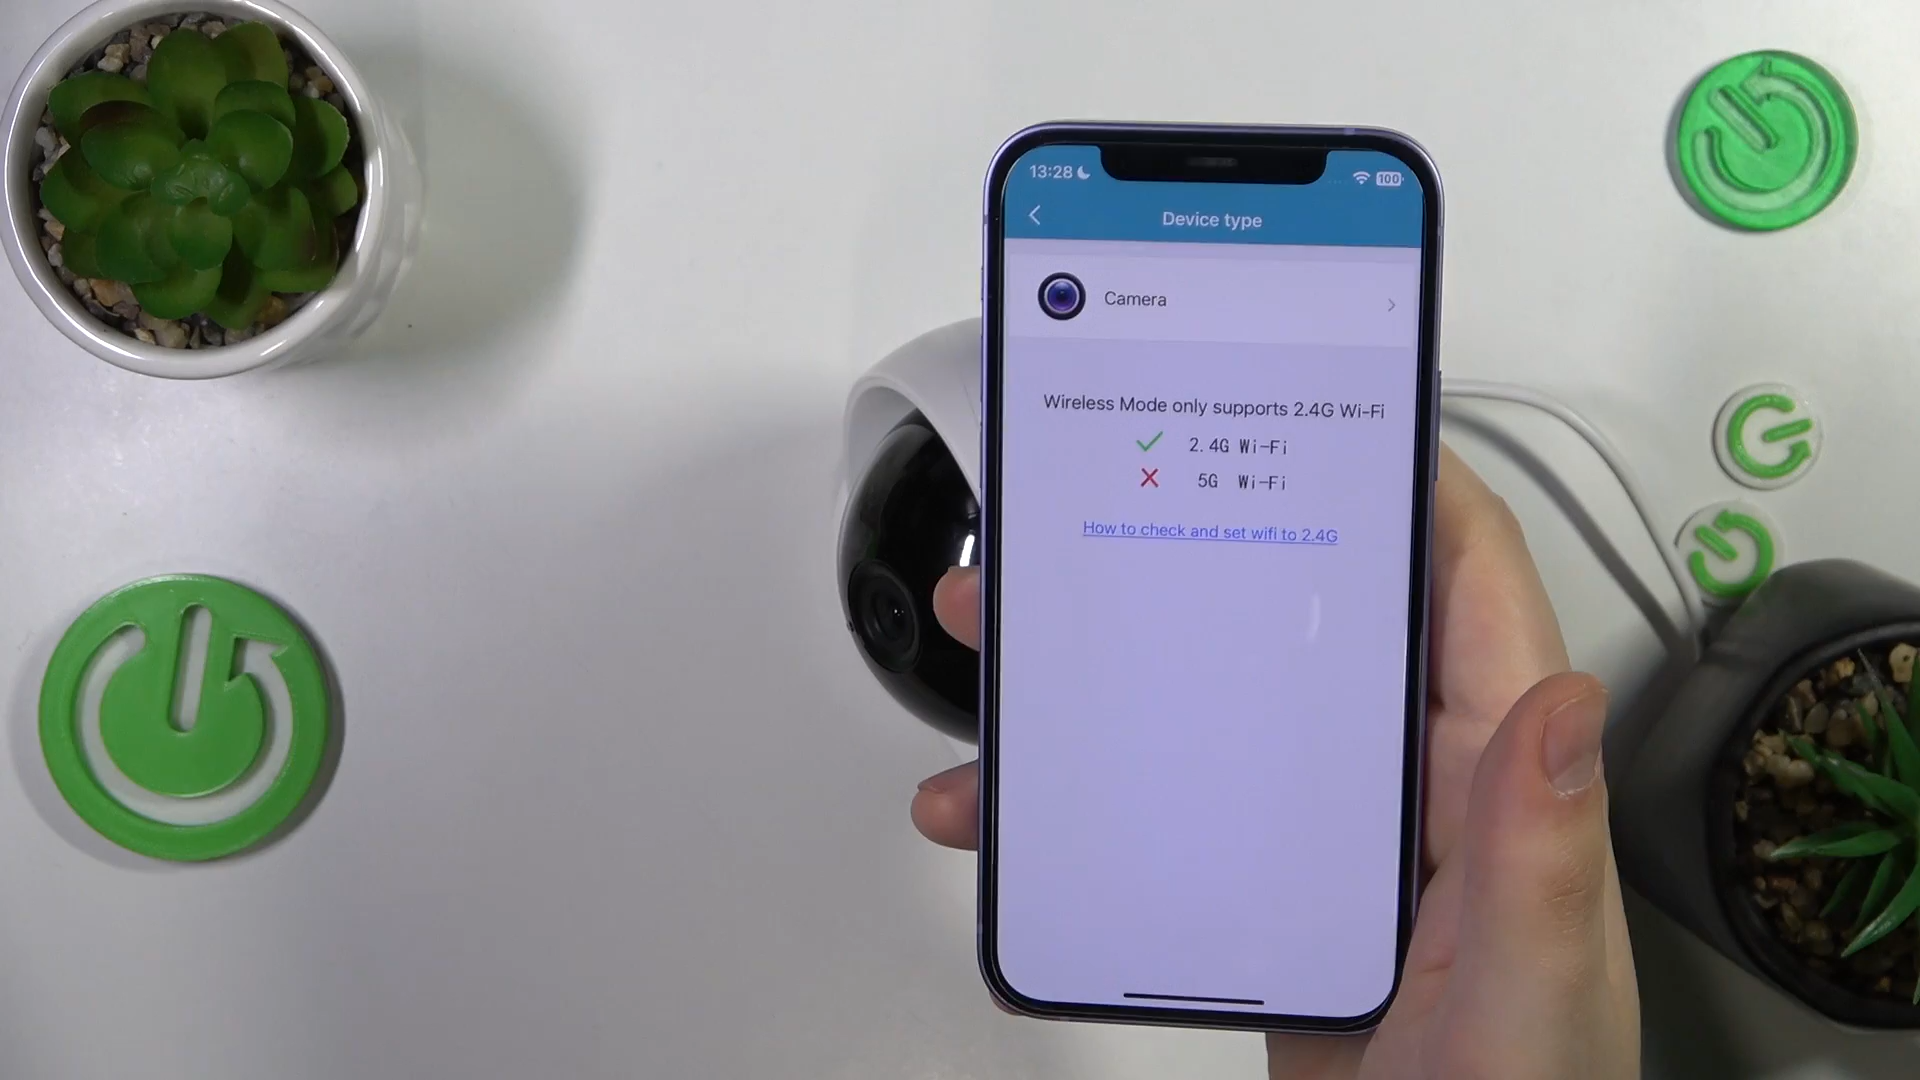 13:28
100
Device type
Camera
Wireless Mode only supports 2.4G Wi-Fi
2.4G Wi-Fi
5G Wi-Fi
How to check and set wifi to 2.4G